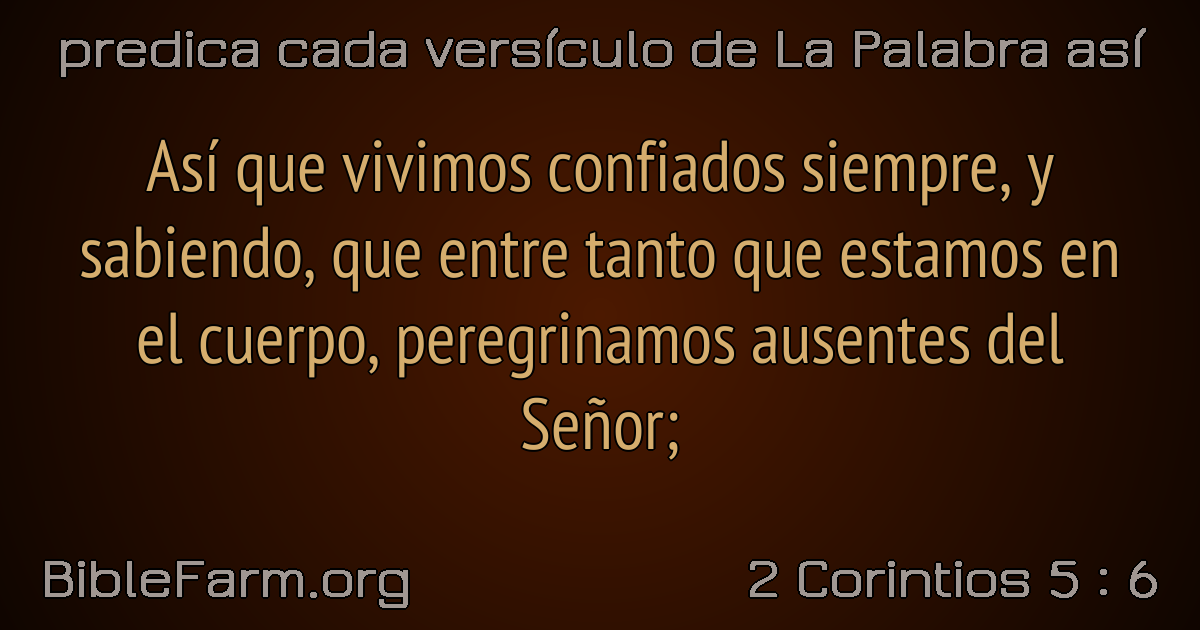 predica cada versículo de La Palabra así
Así que vivimos confiados siempre, y
sabiendo, que entre tanto que estamos en
el cuerpo, peregrinamos ausentes del
Señor;
BibleFarm.org
2 Corintios 5 : 6